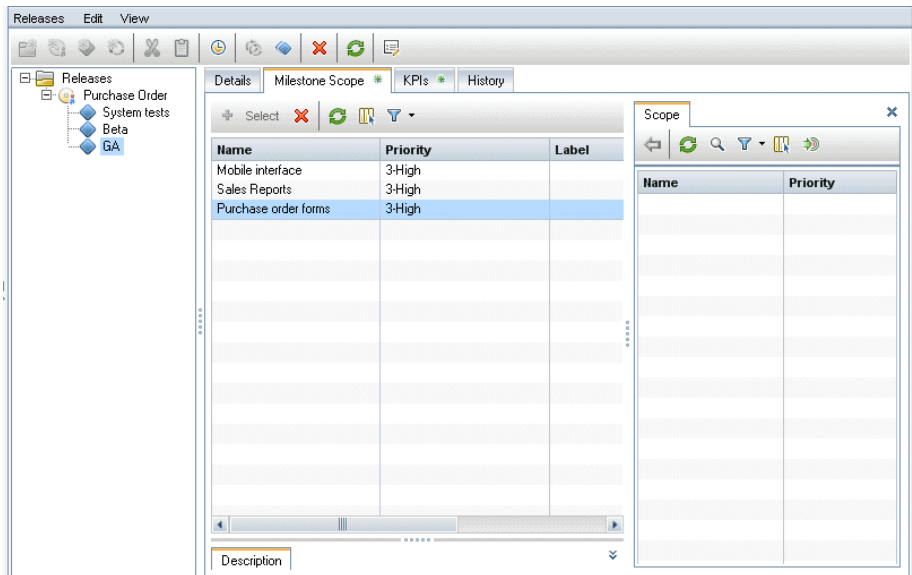 Releases Edit View
Releases
Purchase Order
System tests
Beta
GA
Details Milestone Scope KPIs History
Select
Name Priority Label
Mobile interface 3-High
Sales Reports 3-High
Purchase order forms 3-High
Description
Scope
Name Priority